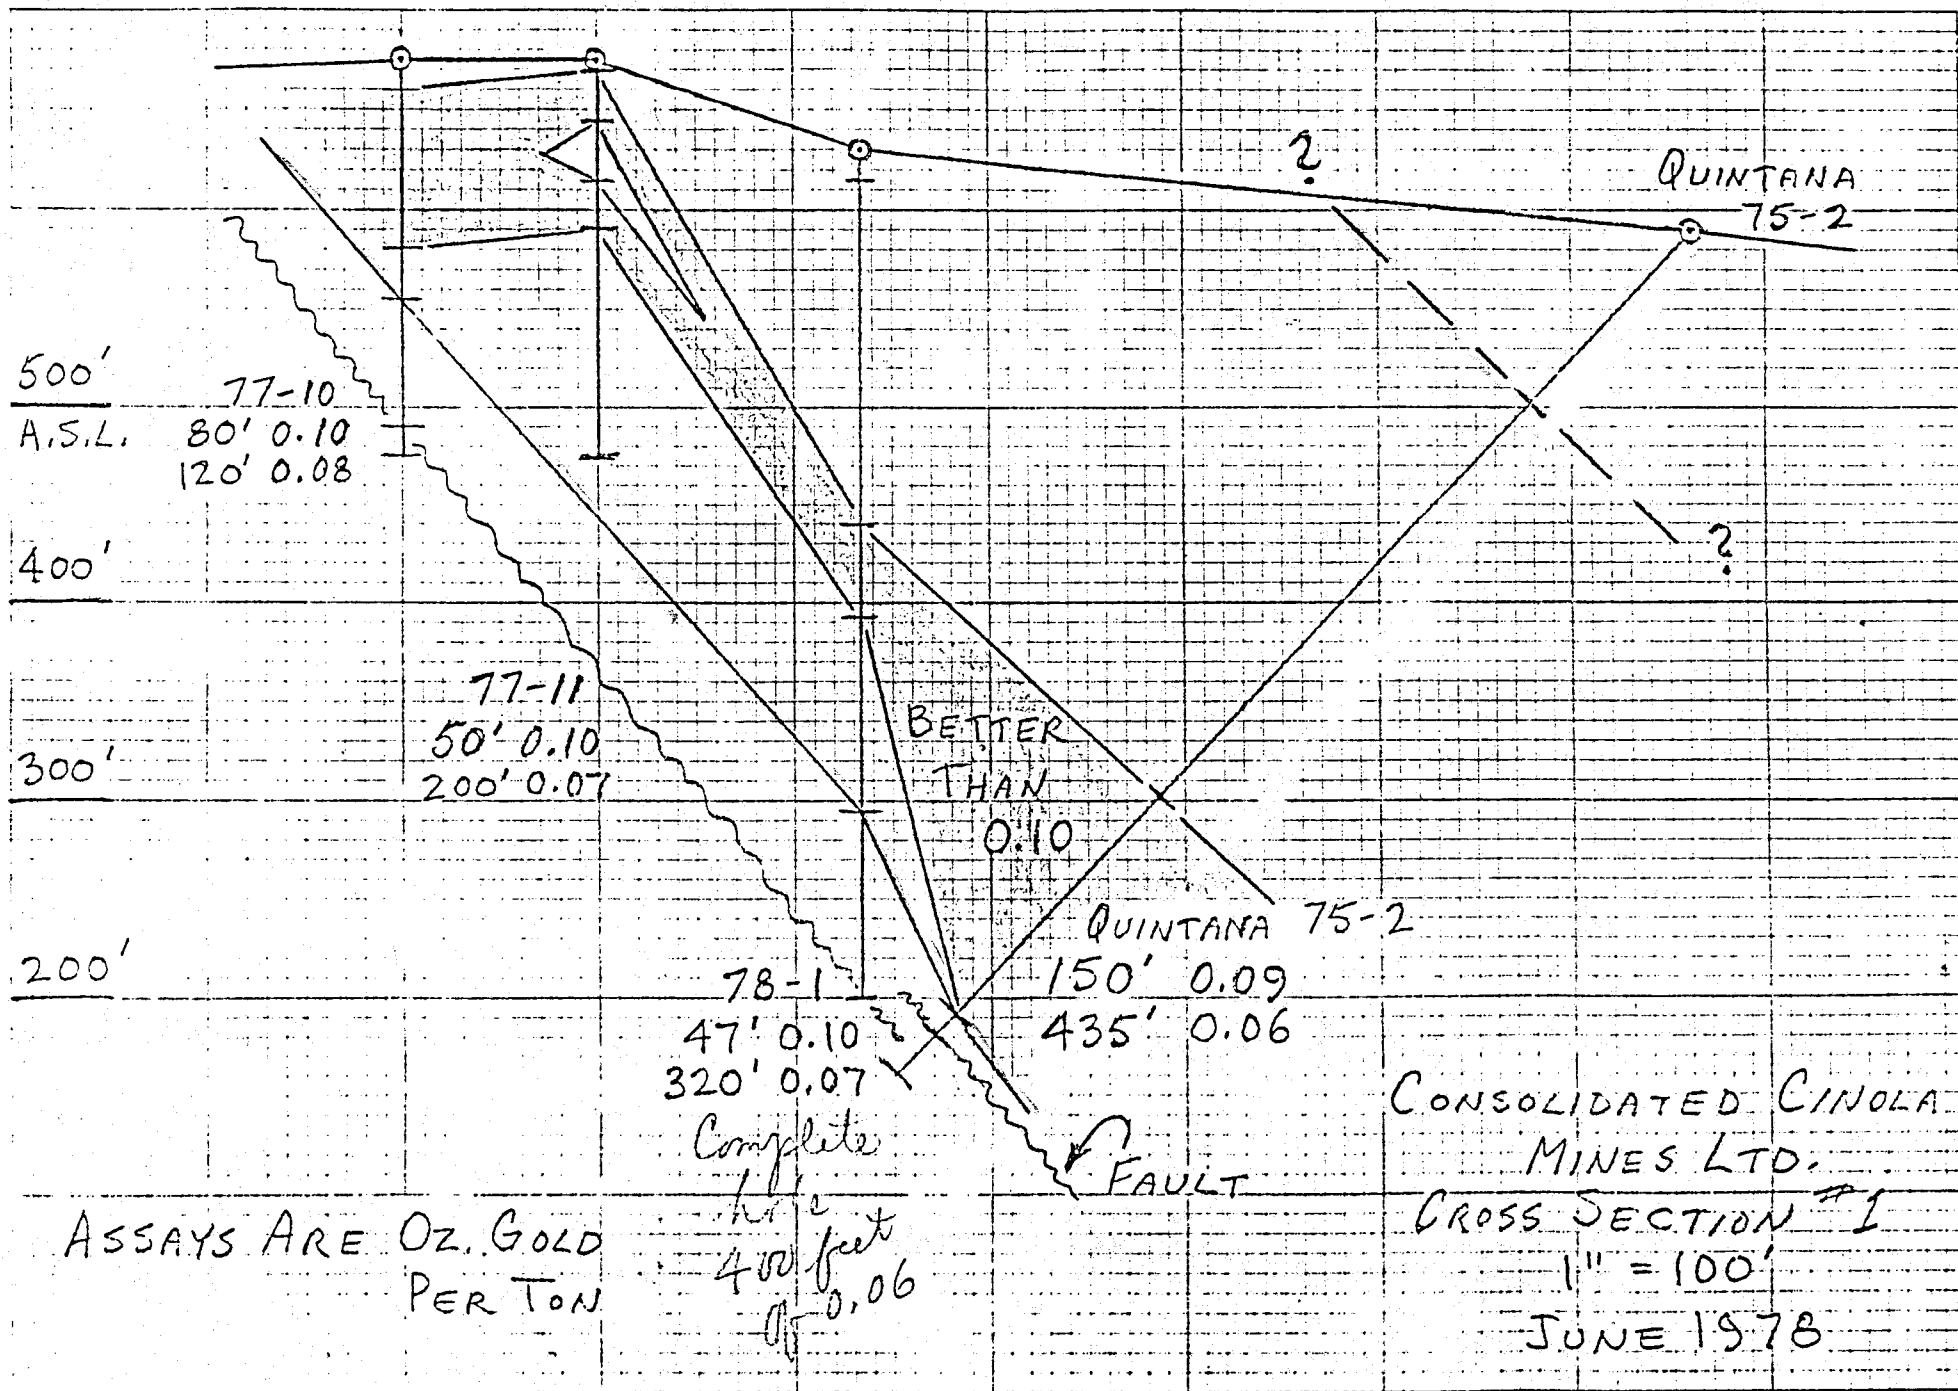 ?
QUINTANA
75-2
500'
A.S.L.
77-10
80' 0.10
120' 0.08
400'
?
77-11
50' 0.10
200' 0.07
300'
BETTER
THAN
0.10
200'
QUINTANA 75-2
150' 0.09
435' 0.06
78-1
47' 0.10
320' 0.07
Complete
hole
400 feet
of 0.06
FAULT
ASSAYS ARE OZ. GOLD
PER TON
CONSOLIDATED CINOLA
MINES LTD.
CROSS SECTION #1
1" = 100'
JUNE 1978